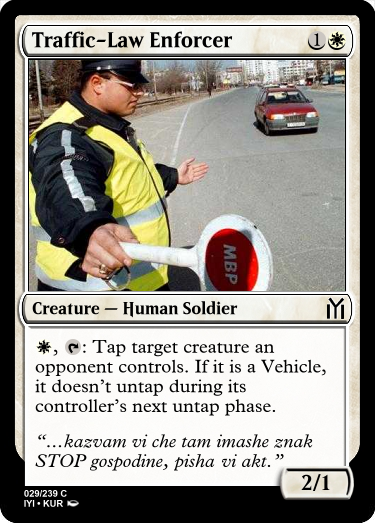 Traffic-Law Enforcer 1
МВР
Creature — Human Soldier
, : Tap target creature an
opponent controls. If it is a Vehicle,
it doesn't untap during its
controller's next untap phase.
“...kazvam vi che tam imashe znak
STOP gospodine, pisha vi akt.”
2/1
029/239 C
IYI • KUR